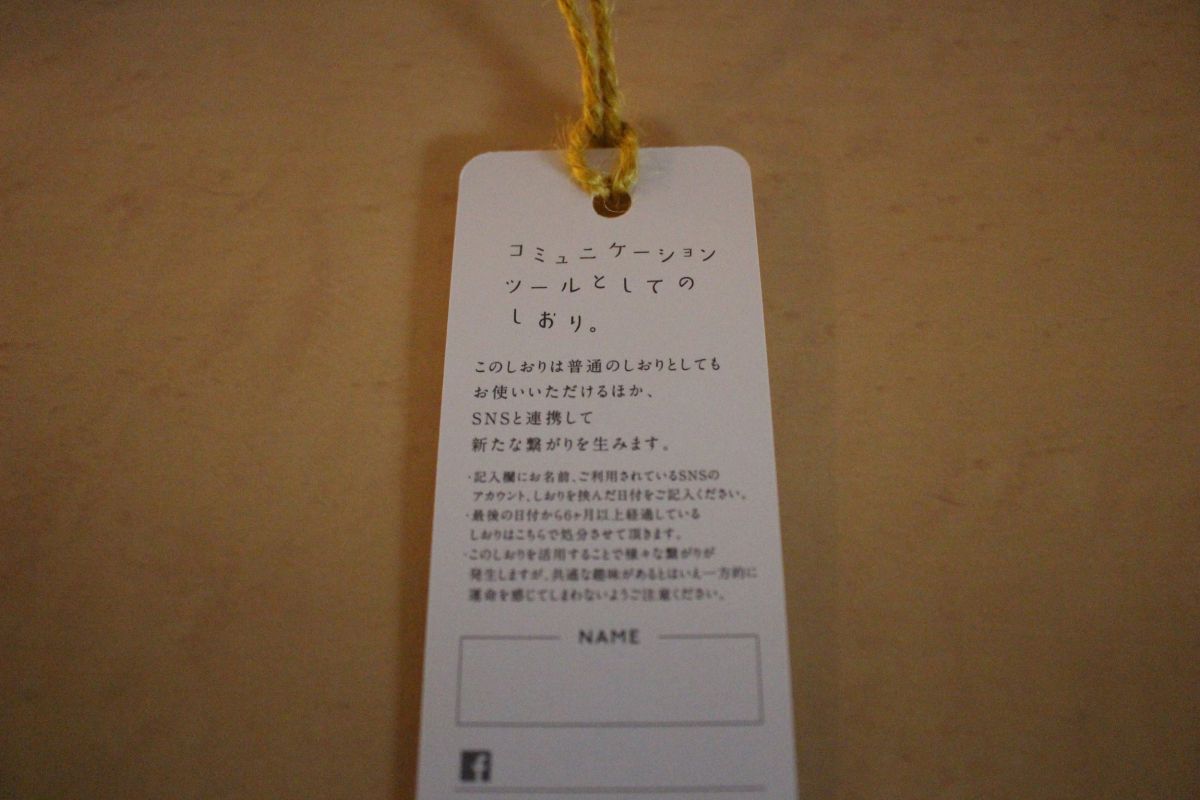 コミュニケーション
ツールとしての
しおり。
このしおりは普通のしおりとしても
お使いいただけるほか、
SNSと連携して
新たな繋がりを生みます。
・記入欄にお名前、ご利用されているSNSの
アカウント、しおりを挟んだ日付をご記入ください。
・最後の日付から6ヶ月以上経過している
しおりはこちらで処分させて頂きます。
・このしおりを活用することで様々な繋がりが
発生しますが、共通な趣味があるとはいえ一方的に
運命を感じてしまわないようご注意ください。
NAME
f